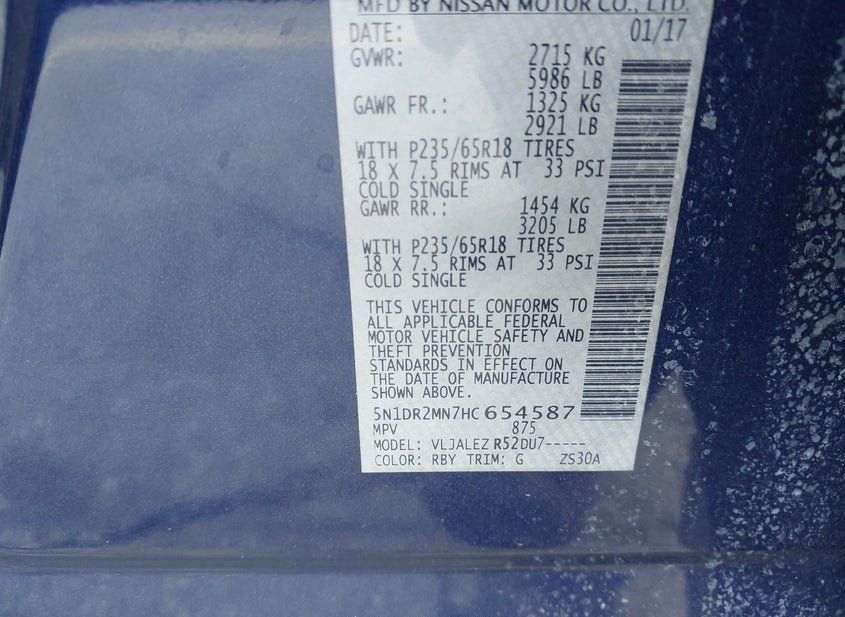 MFD BY NISSAN MOTOR CO., LTD.
DATE: 01/17
GVWR: 2715 KG
5986 LB
GAWR FR.: 1325 KG
2921 LB
WITH P235/65R18 TIRES
18 X 7.5 RIMS AT 33 PSI
COLD SINGLE
GAWR RR.: 1454 KG
3205 LB
WITH P235/65R18 TIRES
18 X 7.5 RIMS AT 33 PSI
COLD SINGLE
THIS VEHICLE CONFORMS TO
ALL APPLICABLE FEDERAL
MOTOR VEHICLE SAFETY AND
THEFT PREVENTION
STANDARDS IN EFFECT ON
THE DATE OF MANUFACTURE
SHOWN ABOVE.
5N1DR2MN7HC654587
MPV 875
MODEL: VLJALEZ R52DU7-----
COLOR: RBY TRIM: G ZS30A